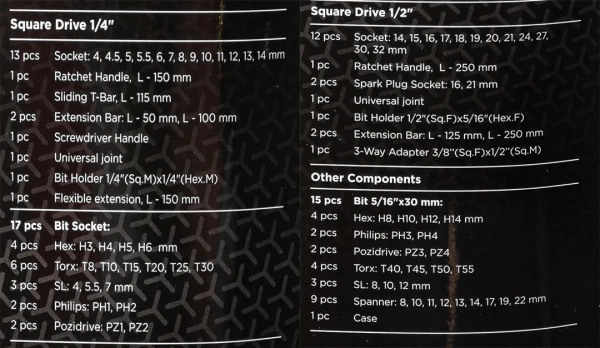 Square Drive 1/4"
13 pcs Socket: 4, 4.5, 5, 5.5, 6, 7, 8, 9, 10, 11, 12, 13, 14 mm
1 pc Ratchet Handle, L - 150 mm
1 pc Sliding T-Bar, L - 115 mm
2 pcs Extension Bar: L - 50 mm, L - 100 mm
1 pc Screwdriver Handle
1 pc Universal joint
1 pc Bit Holder 1/4"(Sq.M)x1/4"(Hex.M)
1 pc Flexible extension, L - 150 mm
17 pcs Bit Socket:
4 pcs Hex: H3, H4, H5, H6 mm
6 pcs Torx: T8, T10, T15, T20, T25, T30
3 pcs SL: 4, 5.5, 7 mm
2 pcs Philips: PH1, PH2
2 pcs Pozidrive: PZ1, PZ2
Square Drive 1/2"
12 pcs Socket: 14, 15, 16, 17, 18, 19, 20, 21, 24, 27,
30, 32 mm
1 pc Ratchet Handle, L - 250 mm
2 pcs Spark Plug Socket: 16, 21 mm
1 pc Universal joint
1 pc Bit Holder 1/2"(Sq.F)x5/16"(Hex.F)
2 pcs Extension Bar: L - 125 mm, L - 250 mm
1 pc 3-Way Adapter 3/8"(Sq.F)x1/2"(Sq.M)
Other Components
15 pcs Bit 5/16"x30 mm:
4 pcs Hex: H8, H10, H12, H14 mm
2 pcs Philips: PH3, PH4
2 pcs Pozidrive: PZ3, PZ4
4 pcs Torx: T40, T45, T50, T55
3 pcs SL: 8, 10, 12 mm
9 pcs Spanner: 8, 10, 11, 12, 13, 14, 17, 19, 22 mm
1 pc Case